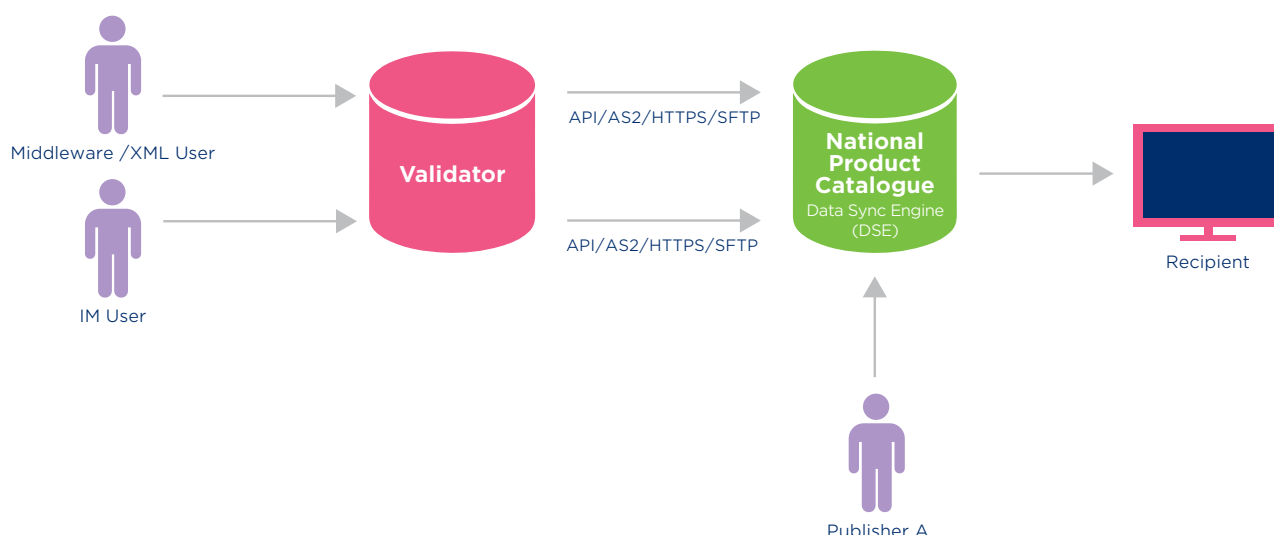 Middleware /XML User
IM User
Validator
API/AS2/HTTPS/SFTP
API/AS2/HTTPS/SFTP
National
Product
Catalogue
Data Sync Engine
(DSE)
Recipient
Publisher A